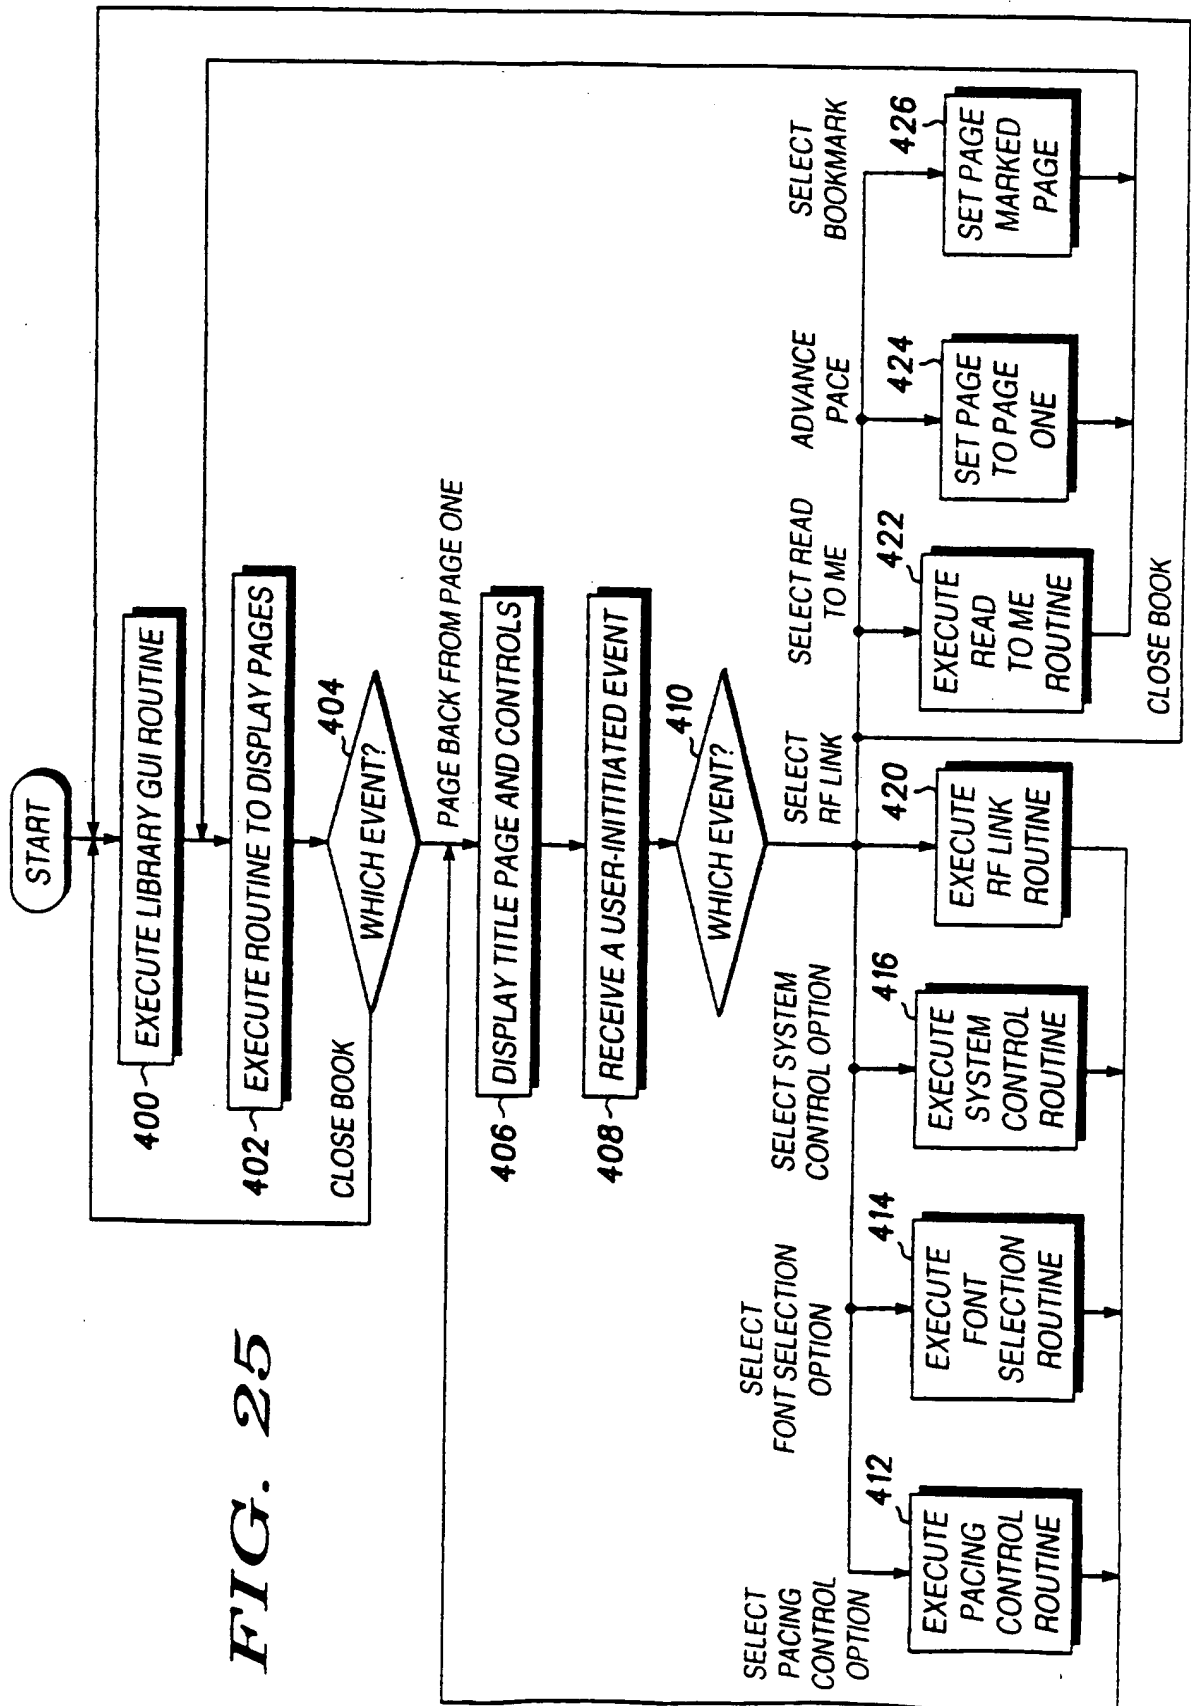 START
400
EXECUTE LIBRARY GUI ROUTINE
402
EXECUTE ROUTINE TO DISPLAY PAGES
404
WHICH EVENT?
CLOSE BOOK
PAGE BACK FROM PAGE ONE
406
DISPLAY TITLE PAGE AND CONTROLS
408
RECEIVE A USER-INITIATED EVENT
410
WHICH EVENT?
SELECT
PACING
CONTROL
OPTION
412
EXECUTE
PACING
CONTROL
ROUTINE
SELECT
FONT SELECTION
OPTION
414
EXECUTE
FONT
SELECTION
ROUTINE
SELECT SYSTEM
CONTROL OPTION
416
EXECUTE
SYSTEM
CONTROL
ROUTINE
SELECT
RF LINK
420
EXECUTE
RF LINK
ROUTINE
SELECT READ
TO ME
422
EXECUTE
READ
TO ME
ROUTINE
ADVANCE
PACE
424
SET PAGE
TO PAGE
ONE
SELECT
BOOKMARK
426
SET PAGE
MARKED
PAGE
CLOSE BOOK
FIG. 25